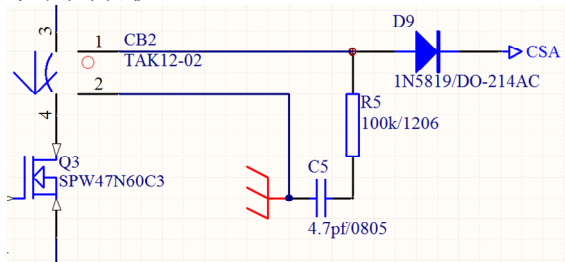 D9
3
1
CB2
TAK12-02
CSA
1N5819/DO-214AC
2
R5
100k/1206
4
Q3
SPW47N60C3
C5
4.7pf/0805